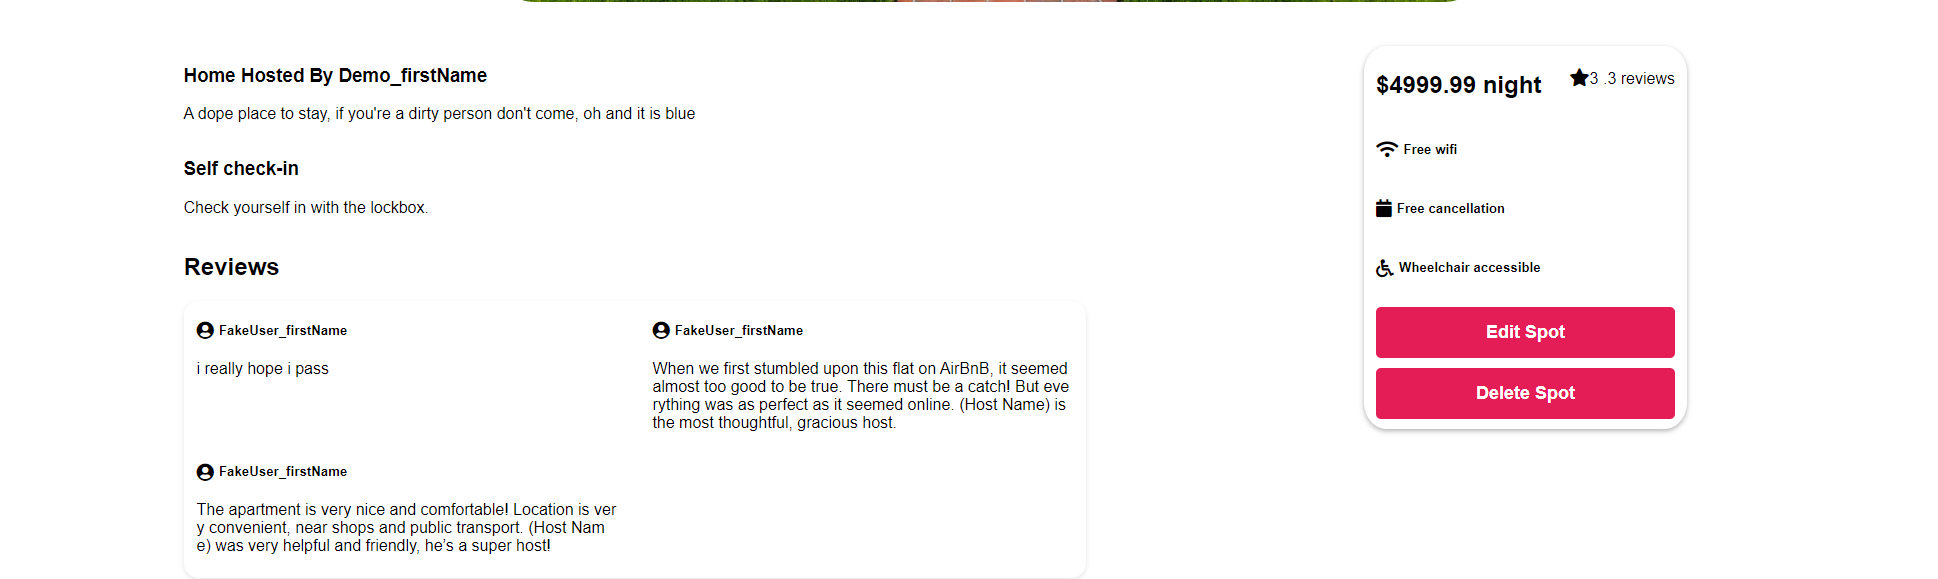 Home Hosted By Demo_firstName
A dope place to stay, if you're a dirty person don't come, oh and it is blue
Self check-in
Check yourself in with the lockbox.
Reviews
FakeUser_firstName
i really hope i pass
FakeUser_firstName
When we first stumbled upon this flat on AirBnB, it seemed
almost too good to be true. There must be a catch! But eve
rything was as perfect as it seemed online. (Host Name) is
the most thoughtful, gracious host.
FakeUser_firstName
The apartment is very nice and comfortable! Location is ver
y convenient, near shops and public transport. (Host Nam
e) was very helpful and friendly, he's a super host!
$4999.99 night
3 .3 reviews
Free wifi
Free cancellation
Wheelchair accessible
Edit Spot
Delete Spot